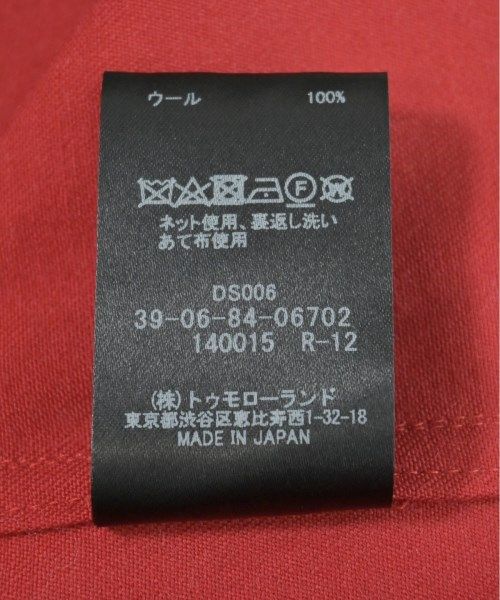 ウール 100%
ネット使用、裏返し洗い
あて布使用
DS006
39-06-84-06702
140015 R-12
(株)トゥモローランド
東京都渋谷区恵比寿西1-32-18
MADE IN JAPAN